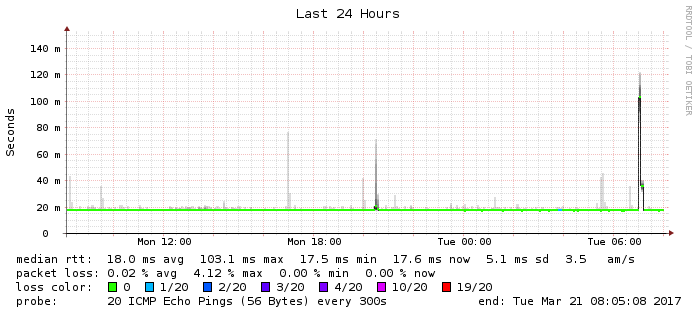 Last 24 Hours
RRDTOOL / TOBI OETIKER
Seconds
140 m
120 m
100 m
80 m
60 m
40 m
20 m
0
Mon 12:00 Mon 18:00 Tue 00:00 Tue 06:00
median rtt: 18.0 ms avg 103.1 ms max 17.5 ms min 17.6 ms now 5.1 ms sd 3.5 am/s
packet loss: 0.02 % avg 4.12 % max 0.00 % min 0.00 % now
loss color: 0 1/20 2/20 3/20 4/20 10/20 19/20
probe: 20 ICMP Echo Pings (56 Bytes) every 300s end: Tue Mar 21 08:05:08 2017